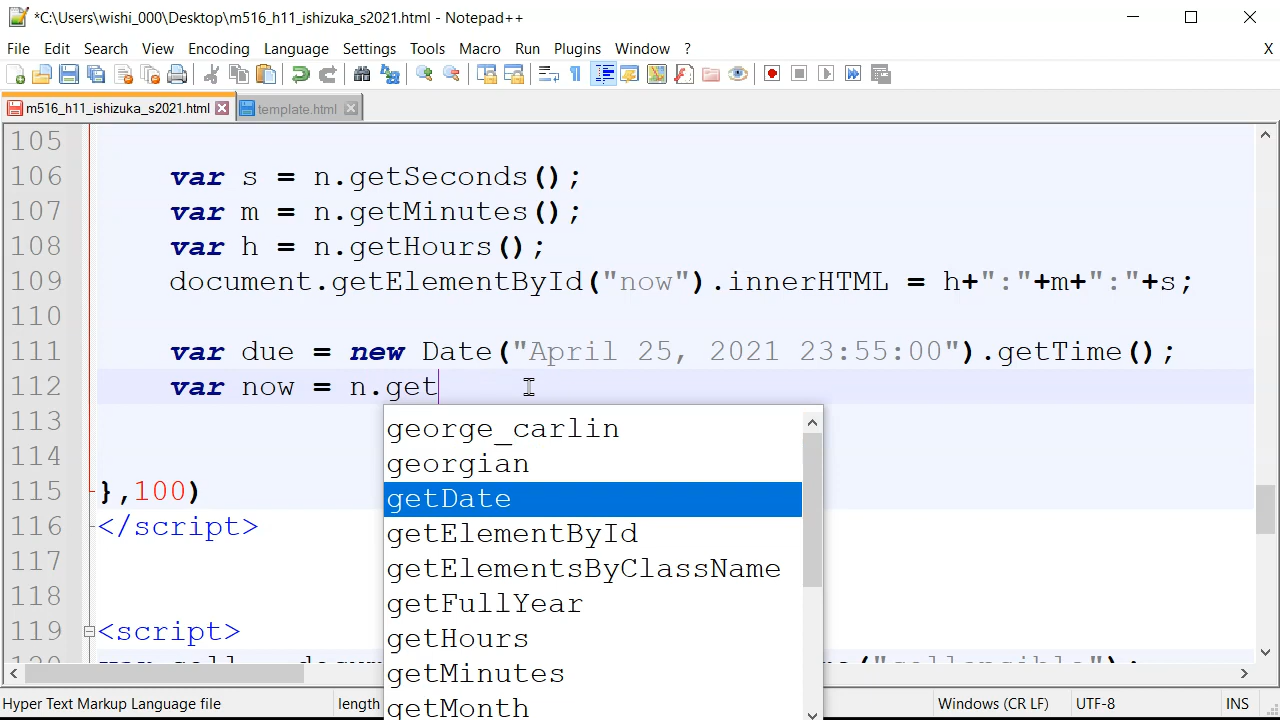 *C:\Users\wishi_000\Desktop\m516_h11_ishizuka_s2021.html - Notepad++
File Edit Search View Encoding Language Settings Tools Macro Run Plugins Window ? X
m516_h11_ishizuka_s2021.html template.html
105
106 var s = n.getSeconds();
107 var m = n.getMinutes();
108 var h = n.getHours();
109 document.getElementById("now").innerHTML = h+":"+m+":"+s;
110
111 var due = new Date("April 25, 2021 23:55:00").getTime();
112 var now = n.get
113 george_carlin
114 georgian
getDate
115 },100)
getElementById
116 </script>
getElementsByClassName
117
118 getFullYear
119 <script> getHours
getMinutes
getMonth
Hyper Text Markup Language file length Windows (CR LF) UTF-8 INS